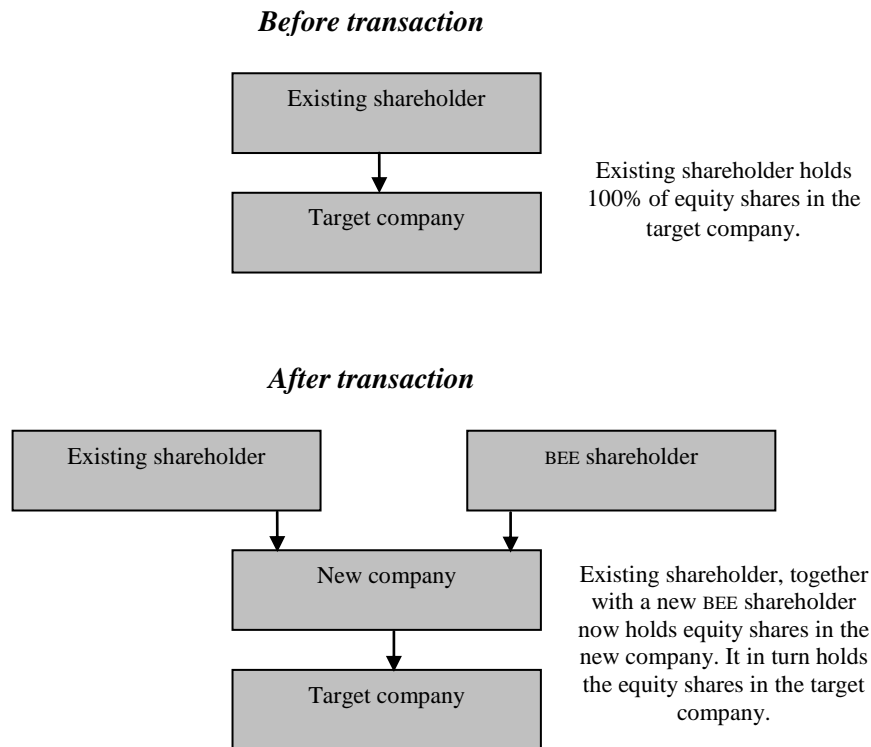 Before transaction
Existing shareholder
Target company
Existing shareholder holds
100% of equity shares in the
target company.
After transaction
Existing shareholder
BEE shareholder
New company
Existing shareholder, together
with a new BEE shareholder
now holds equity shares in the
new company. It in turn holds
the equity shares in the target
company.
Target company